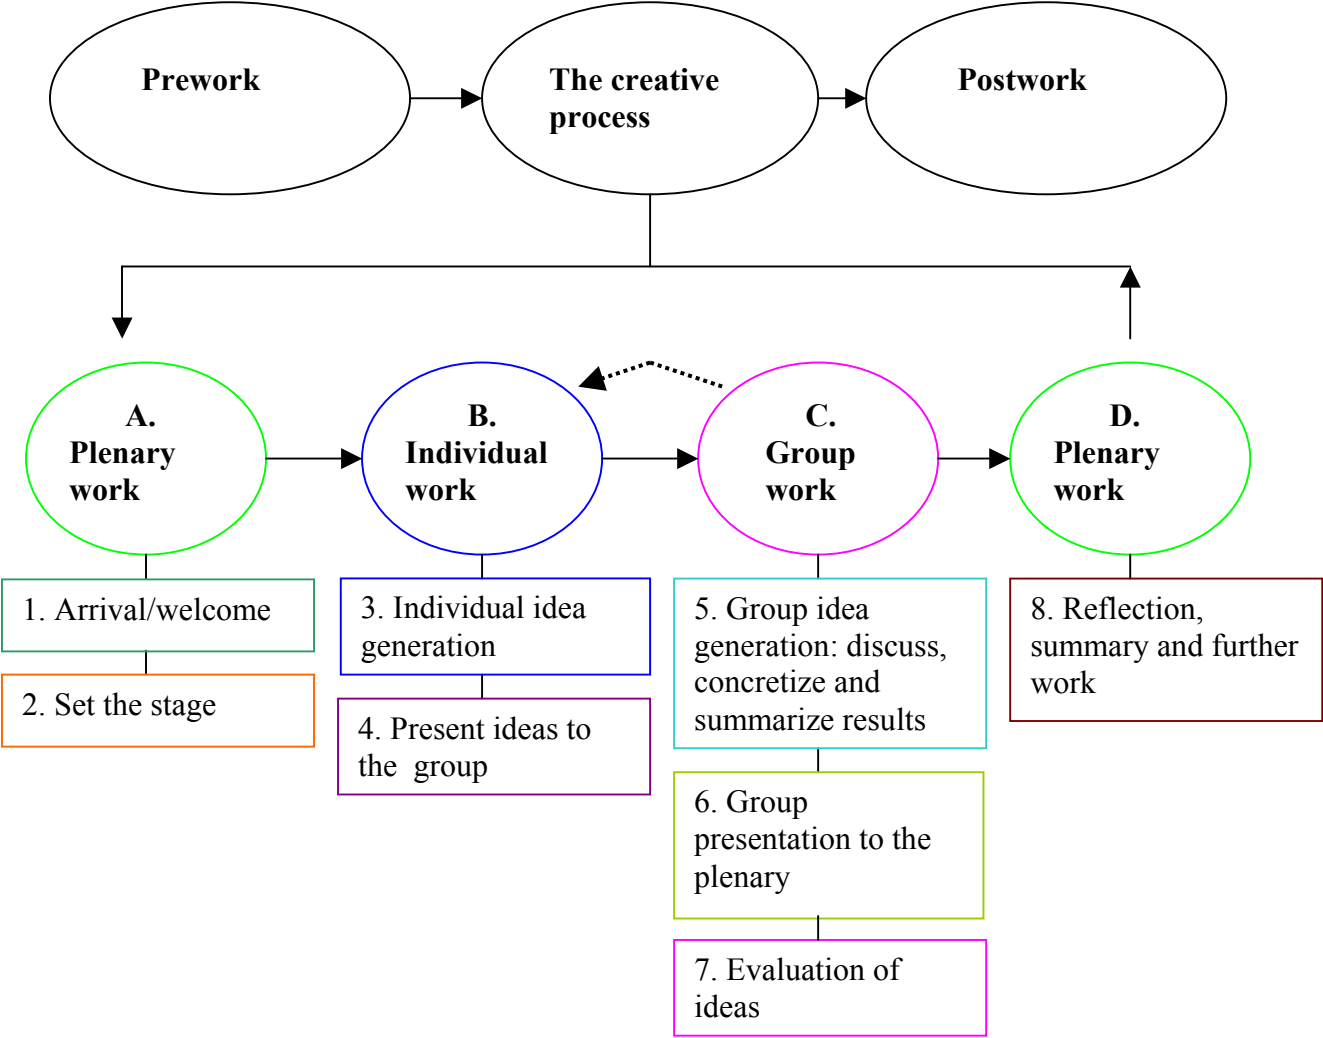 Prework
The creative
process
Postwork
A.
Plenary
work
B.
Individual
work
C.
Group
work
D.
Plenary
work
1. Arrival/welcome
2. Set the stage
3. Individual idea
generation
4. Present ideas to
the group
5. Group idea
generation: discuss,
concretize and
summarize results
6. Group
presentation to the
plenary
7. Evaluation of
ideas
8. Reflection,
summary and further
work